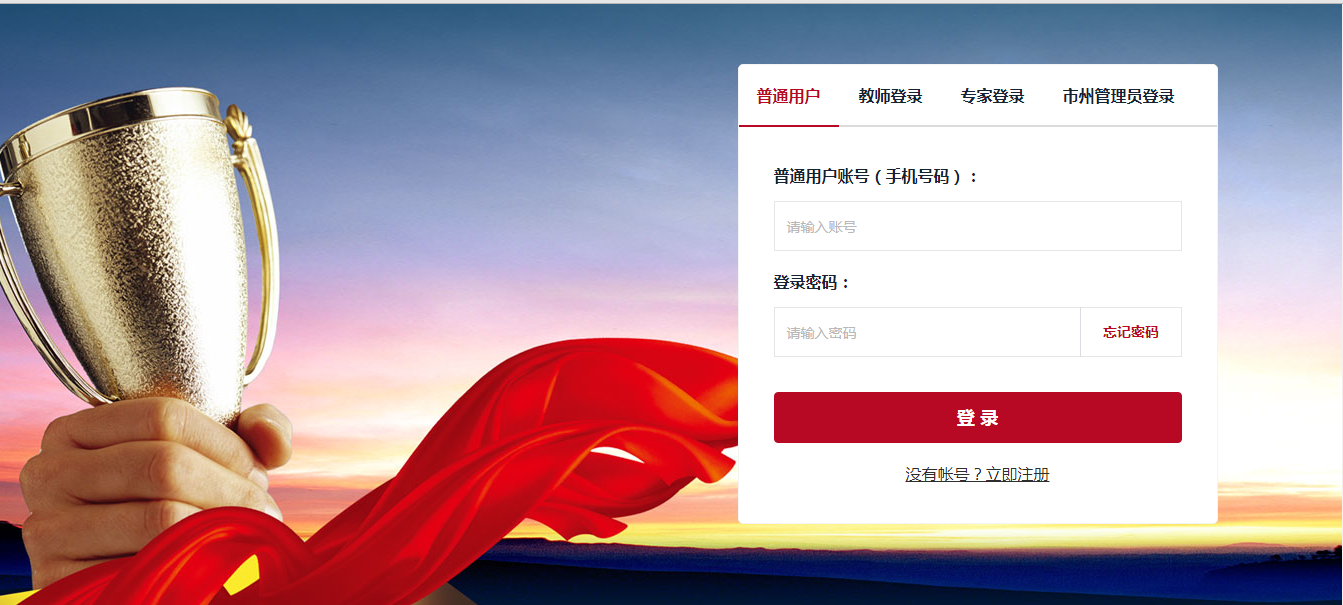 普通用户 教师登录 专家登录 市州管理员登录
普通用户账号（手机号码）：
请输入账号
登录密码：
请输入密码 忘记密码
登 录
没有帐号？立即注册